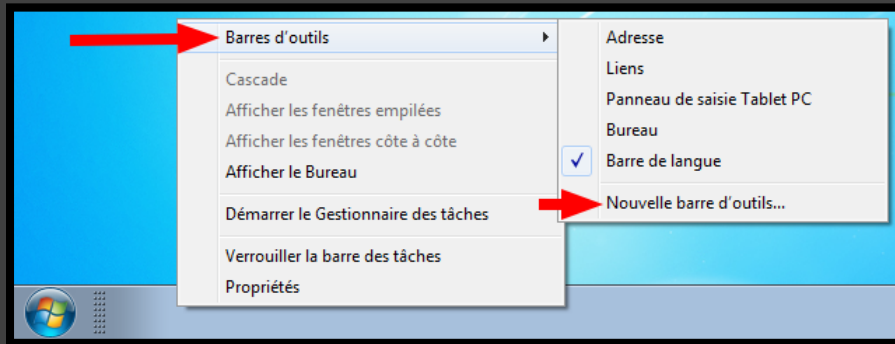 Barres d'outils
Cascade
Afficher les fenêtres empilées
Afficher les fenêtres côte à côte
Afficher le Bureau
Démarrer le Gestionnaire des tâches
Verrouiller la barre des tâches
Propriétés
Adresse
Liens
Panneau de saisie Tablet PC
Bureau
Barre de langue
Nouvelle barre d'outils...